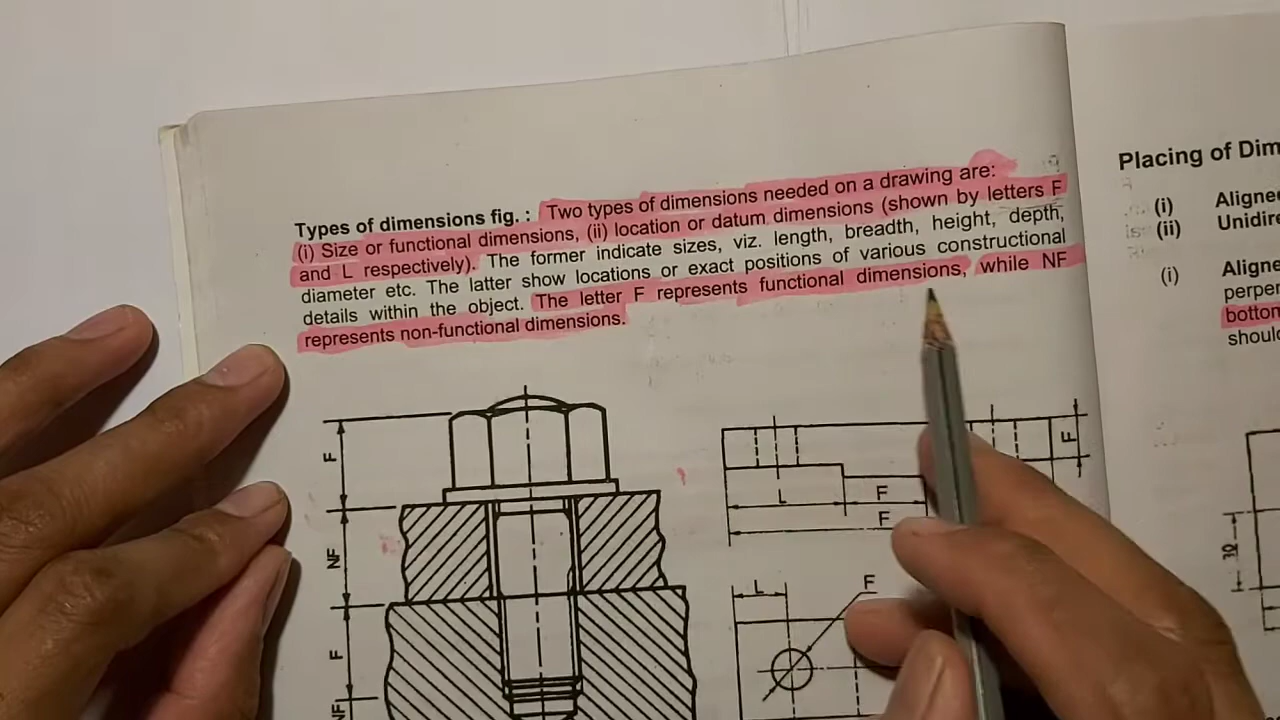 Types of dimensions fig. : Two types of dimensions needed on a drawing are:
(i) Size or functional dimensions, (ii) location or datum dimensions (shown by letters F
and L respectively). The former indicate sizes, viz. length, breadth, height, depth,
diameter etc. The latter show locations or exact positions of various constructional
details within the object. The letter F represents functional dimensions, while NF
represents non-functional dimensions.
F
NF
F
NF
F
L
F
F
L
F
Placing of Dim
(i) Aligne
(ii) Unidire
(i) Aligne
perper
bottom
should
10